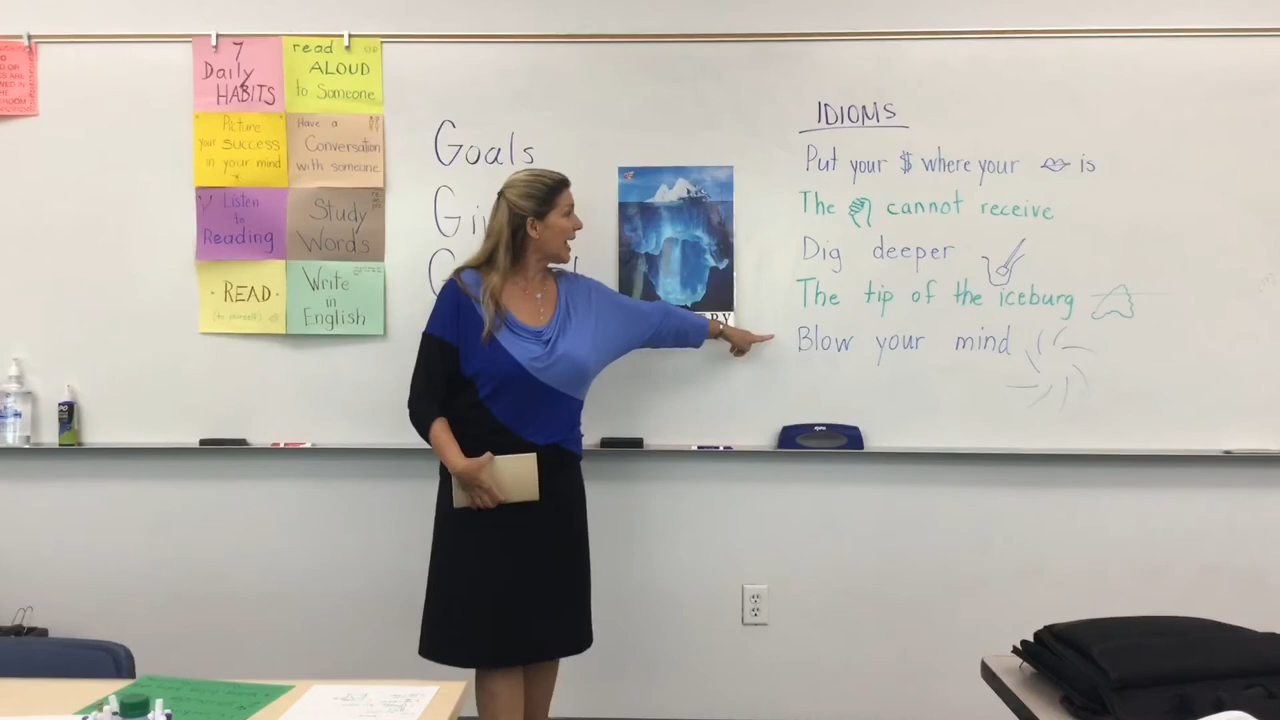 7
Daily
HABITS
read
ALOUD
to Someone
Picture
your SUCCESS
in your mind
Have a
Conversation
with someone
Listen
to
Reading
Study
Words
READ
(to yourself)
Write
in
English
Goals
IDIOMS
Put your $ where your is
The cannot receive
Dig deeper
The tip of the iceburg
Blow your mind